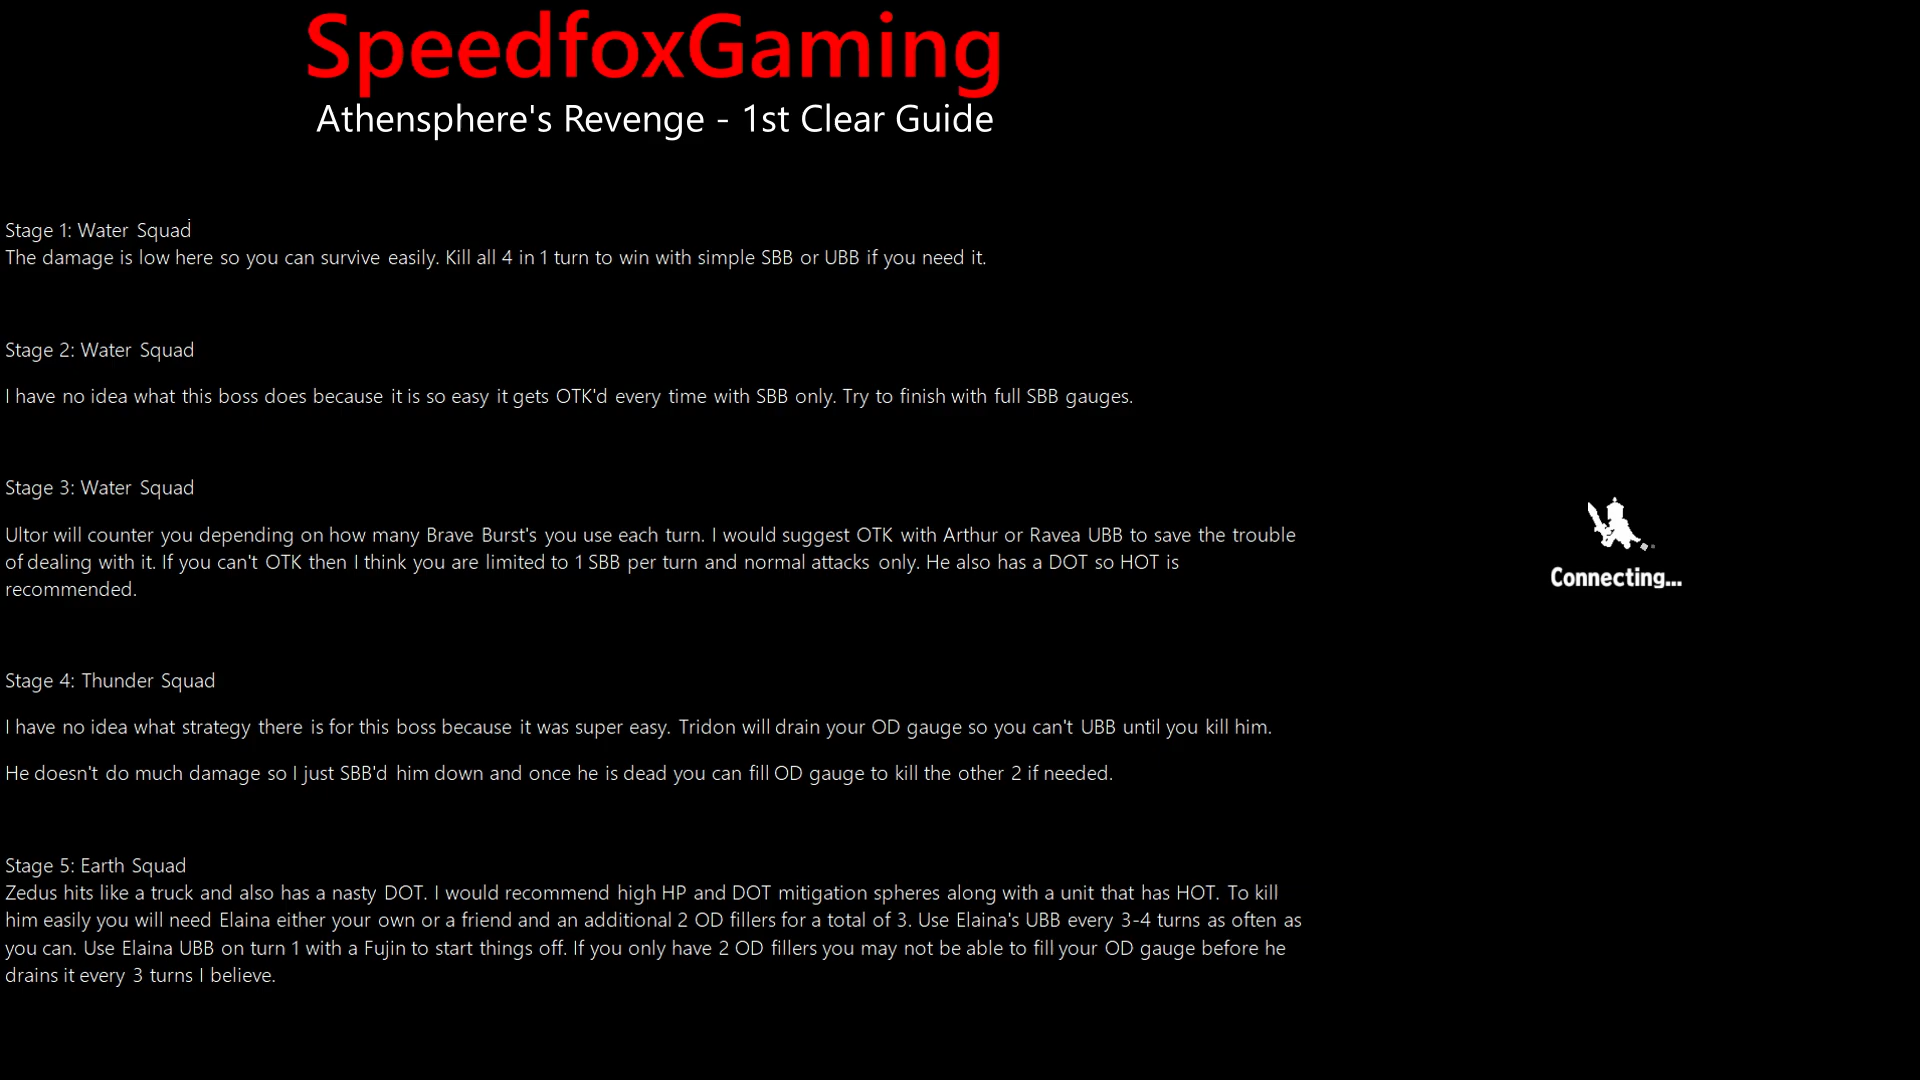 SpeedfoxGaming
Athensphere's Revenge - 1st Clear Guide
Stage 1: Water Squad
The damage is low here so you can survive easily. Kill all 4 in 1 turn to win with simple SBB or UBB if you need it.
Stage 2: Water Squad
I have no idea what this boss does because it is so easy it gets OTK'd every time with SBB only. Try to finish with full SBB gauges.
Stage 3: Water Squad
Ultor will counter you depending on how many Brave Burst's you use each turn. I would suggest OTK with Arthur or Ravea UBB to save the trouble
of dealing with it. If you can't OTK then I think you are limited to 1 SBB per turn and normal attacks only. He also has a DOT so HOT is
recommended.
Connecting...
Stage 4: Thunder Squad
I have no idea what strategy there is for this boss because it was super easy. Tridon will drain your OD gauge so you can't UBB until you kill him.
He doesn't do much damage so I just SBB'd him down and once he is dead you can fill OD gauge to kill the other 2 if needed.
Stage 5: Earth Squad
Zedus hits like a truck and also has a nasty DOT. I would recommend high HP and DOT mitigation spheres along with a unit that has HOT. To kill
him easily you will need Elaina either your own or a friend and an additional 2 OD fillers for a total of 3. Use Elaina's UBB every 3-4 turns as often as
you can. Use Elaina UBB on turn 1 with a Fujin to start things off. If you only have 2 OD fillers you may not be able to fill your OD gauge before he
drains it every 3 turns I believe.